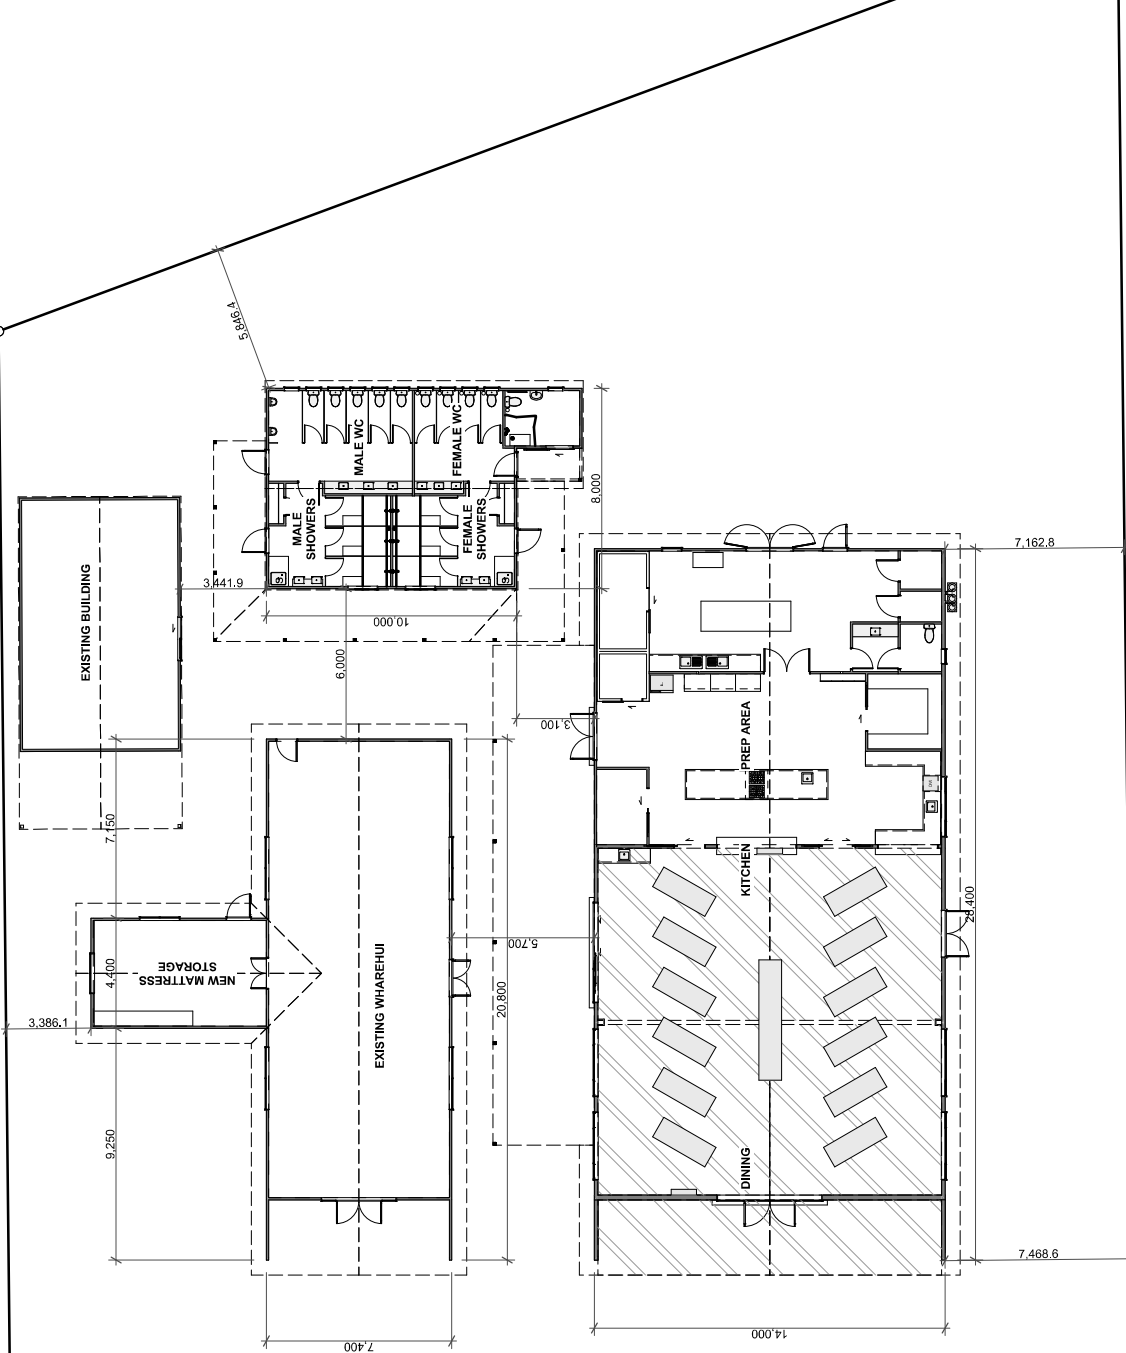 5,846.4
MALE WC
FEMALE WC
8,000
MALE
SHOWERS
FEMALE
SHOWERS
7,162.8
3,441.9
EXISTING BUILDING
10,000
6,000
3,100
PREP AREA
7,150
KITCHEN
28,400
5,700
NEW MATTRESS
STORAGE
4,400
EXISTING WHAREHUI
20,800
3,386.1
9,250
DINING
7,468.6
14,000
7,400